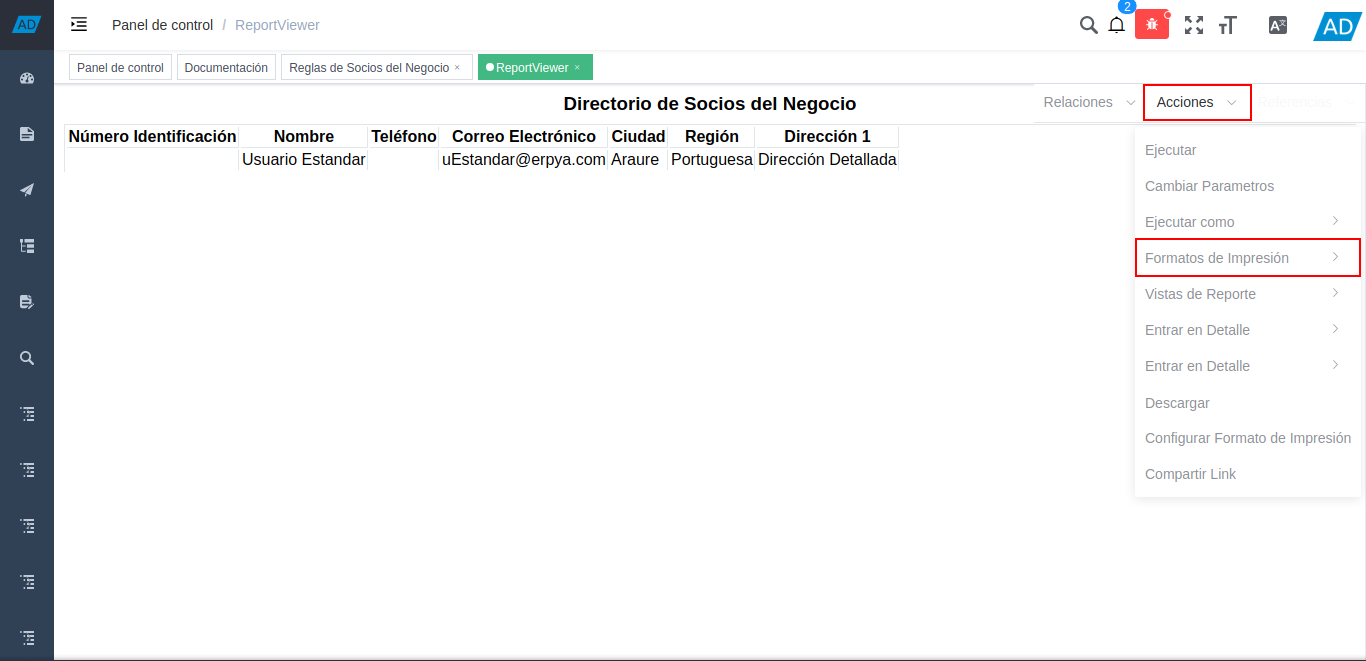 AD
Panel de control / ReportViewer
2
AD
Panel de control
Documentación
Reglas de Socios del Negocio ×
ReportViewer ×
Directorio de Socios del Negocio
Relaciones
Acciones
Referencias
Número Identificación Nombre Teléfono Correo Electrónico Ciudad Región Dirección 1
Usuario Estandar uEstandar@erpya.com Araure Portuguesa Dirección Detallada
Ejecutar
Cambiar Parametros
Ejecutar como
Formatos de Impresión
Vistas de Reporte
Entrar en Detalle
Entrar en Detalle
Descargar
Configurar Formato de Impresión
Compartir Link